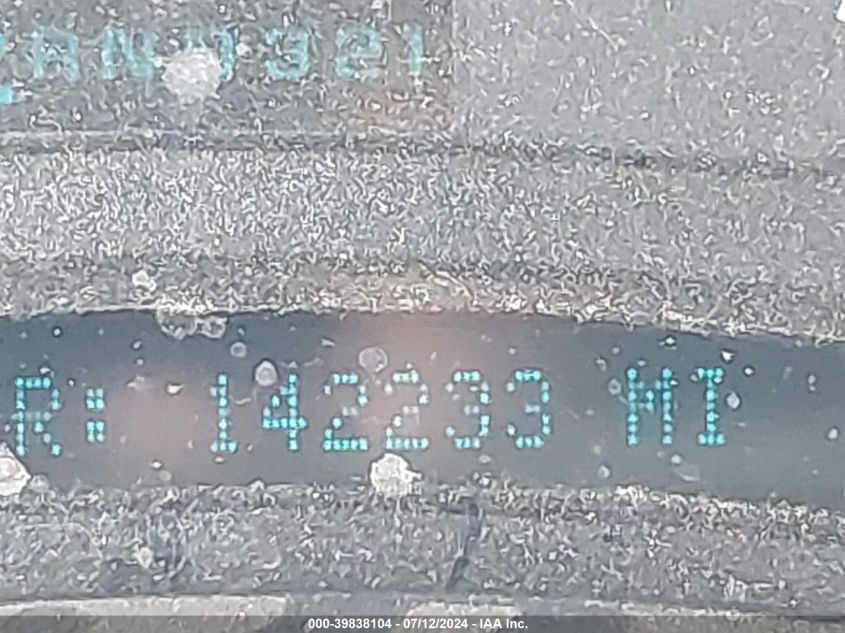 R: 142233 MI
000-39838104 - 07/12/2024 - IAA Inc.